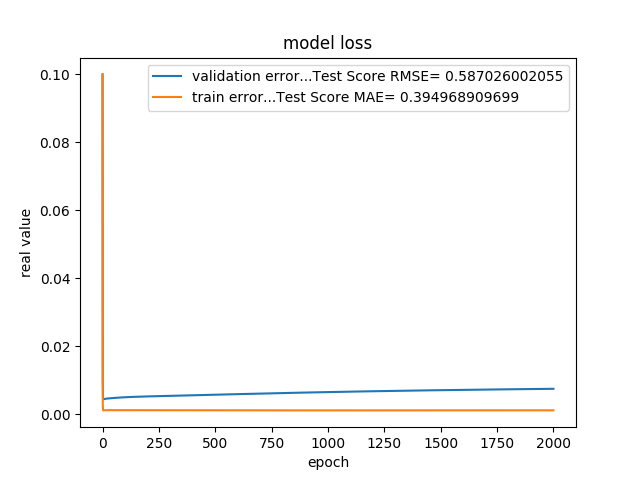 model loss
validation error...Test Score RMSE= 0.587026002055
train error...Test Score MAE= 0.394968909699
real value
0.10
0.08
0.06
0.04
0.02
0.00
0 250 500 750 1000 1250 1500 1750 2000
epoch